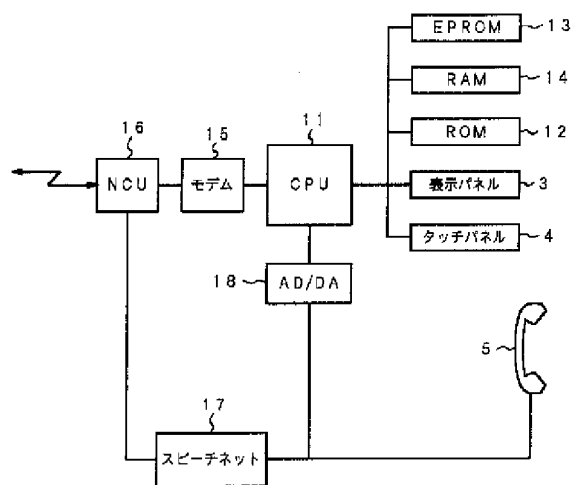 EPROM 13
RAM 14
ROM 12
表示パネル 3
タッチパネル 4
16
15
11
NCU
モデム
CPU
18 AD/DA
5
17
スピーチネット